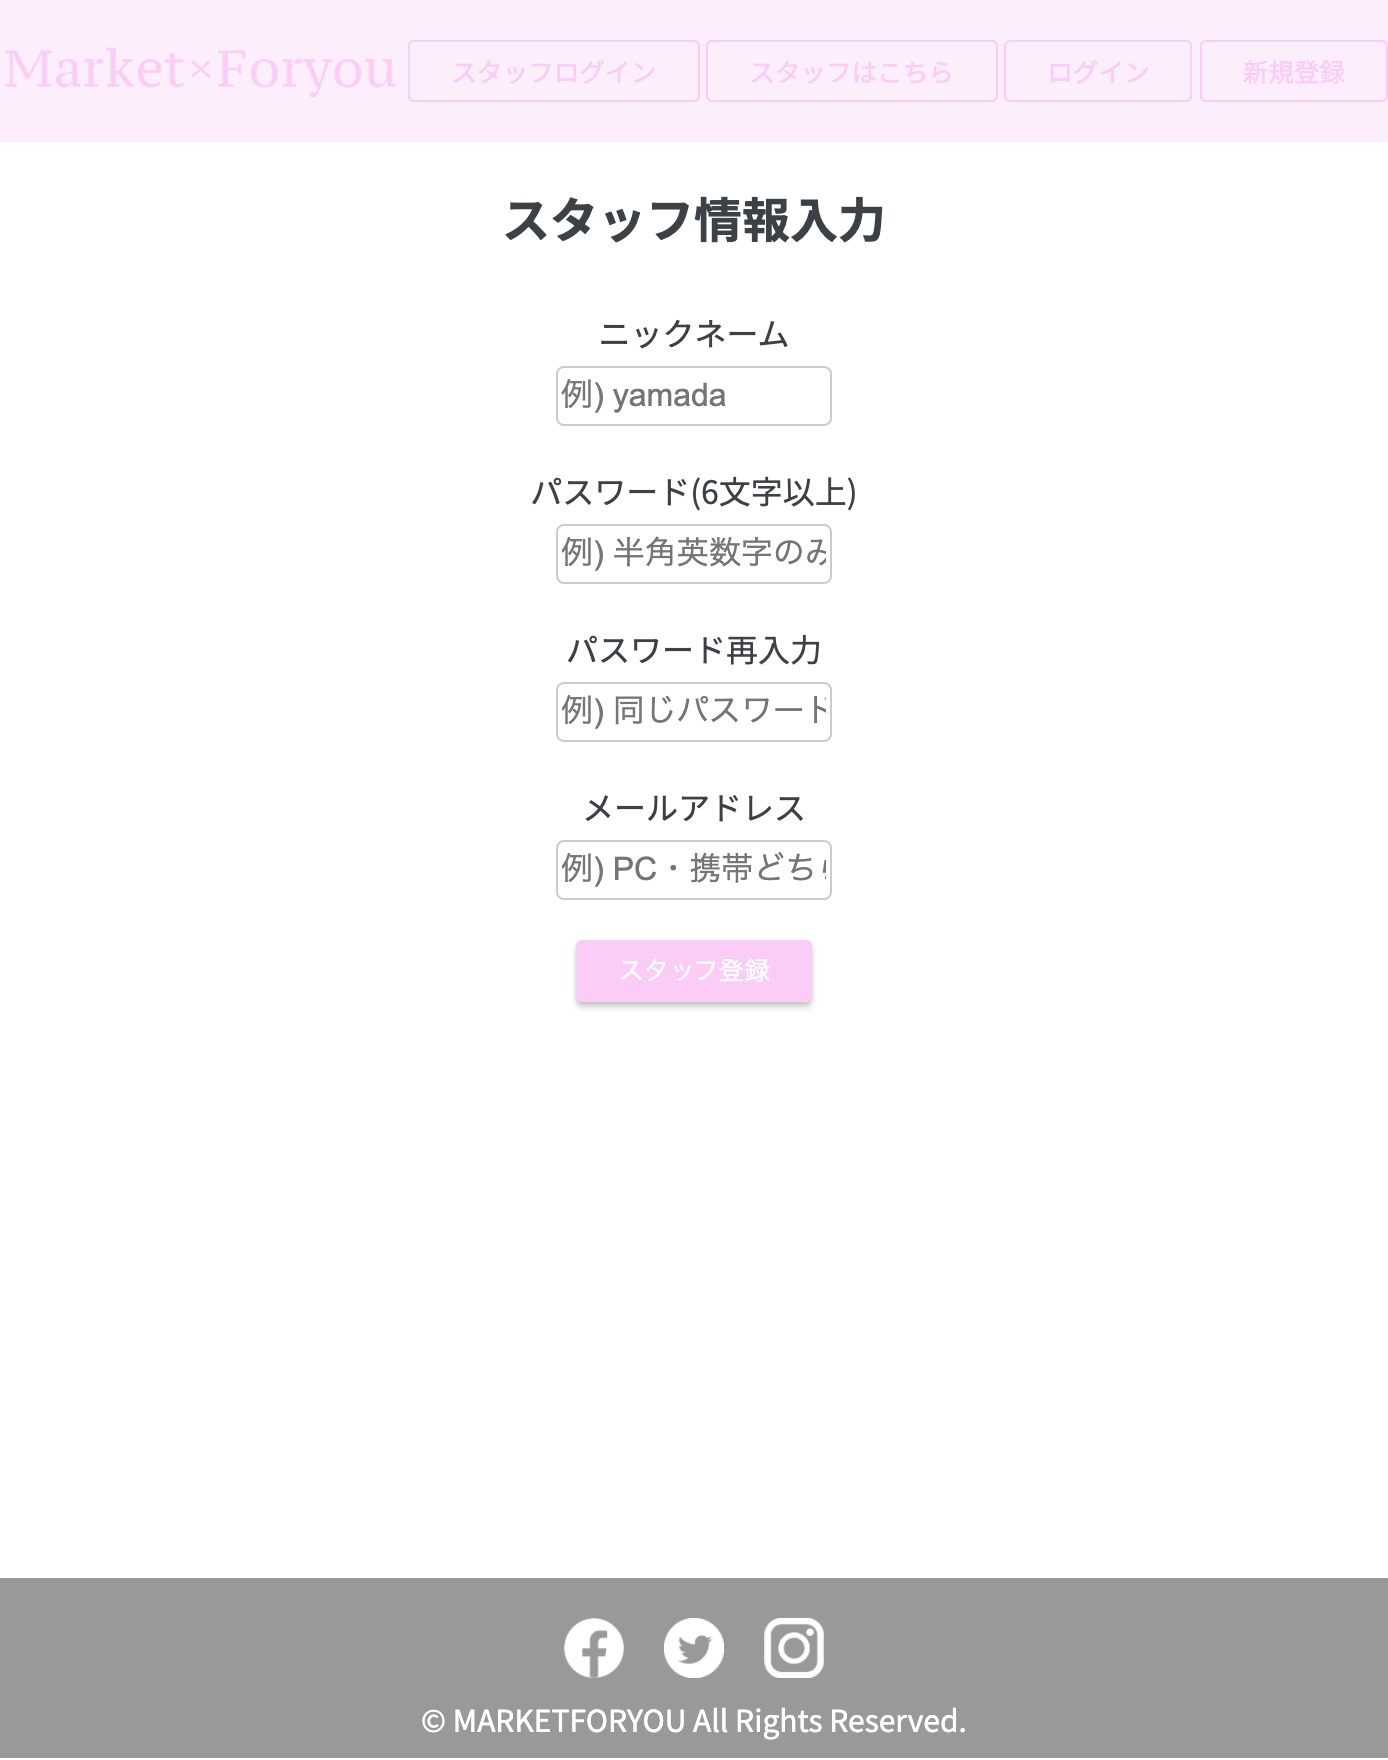 Market×Foryou スタッフログイン スタッフはこちら ログイン 新規登録
スタッフ情報入力
ニックネーム
例) yamada
パスワード(6文字以上)
例) 半角英数字のみ
パスワード再入力
例) 同じパスワード
メールアドレス
例) PC・携帯どちら
スタッフ登録
© MARKETFORYOU All Rights Reserved.